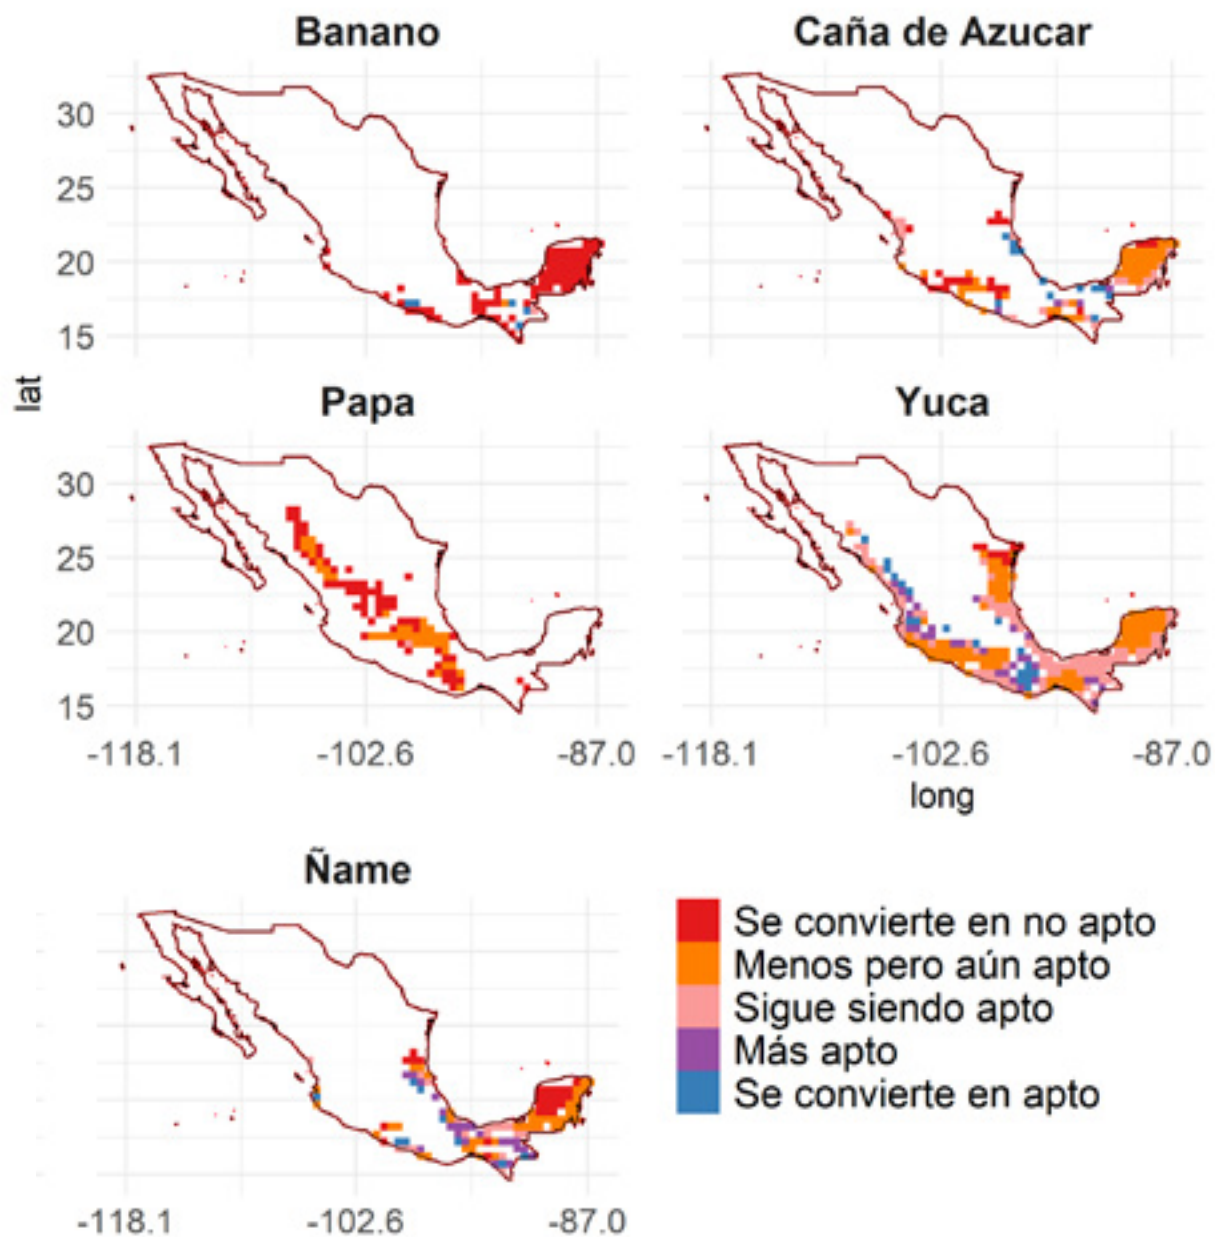 Banano
Caña de Azucar
30
25
20
15
lat
Papa
Yuca
30
25
20
15
-118.1 -102.6 -87.0
-118.1 -102.6 -87.0
long
Ñame
Se convierte en no apto
Menos pero aún apto
Sigue siendo apto
Más apto
Se convierte en apto
-118.1 -102.6 -87.0